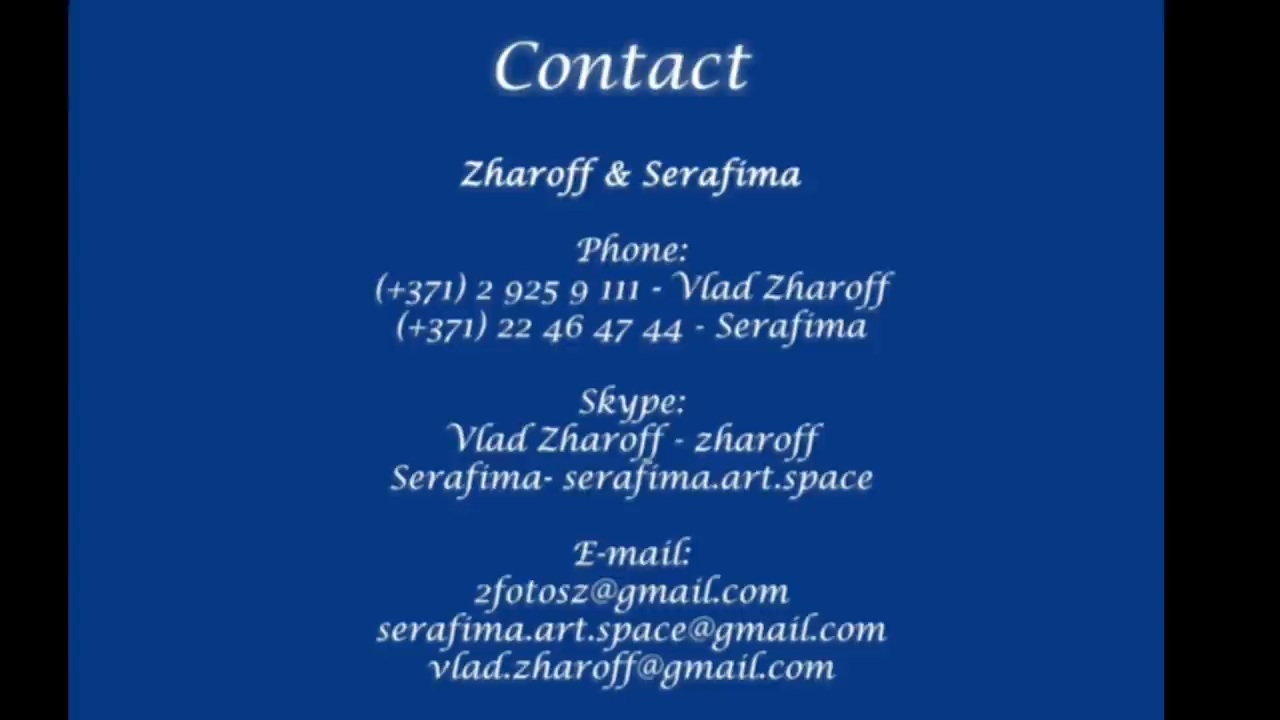 Contact
Zharoff & Serafima
Phone:
(+371) 2 925 9 111 - Vlad Zharoff
(+371) 22 46 47 44 - Serafima
Skype:
Vlad Zharoff - zharoff
Serafima- serafima.art.space
E-mail:
2fotosz@gmail.com
serafima.art.space@gmail.com
vlad.zharoff@gmail.com